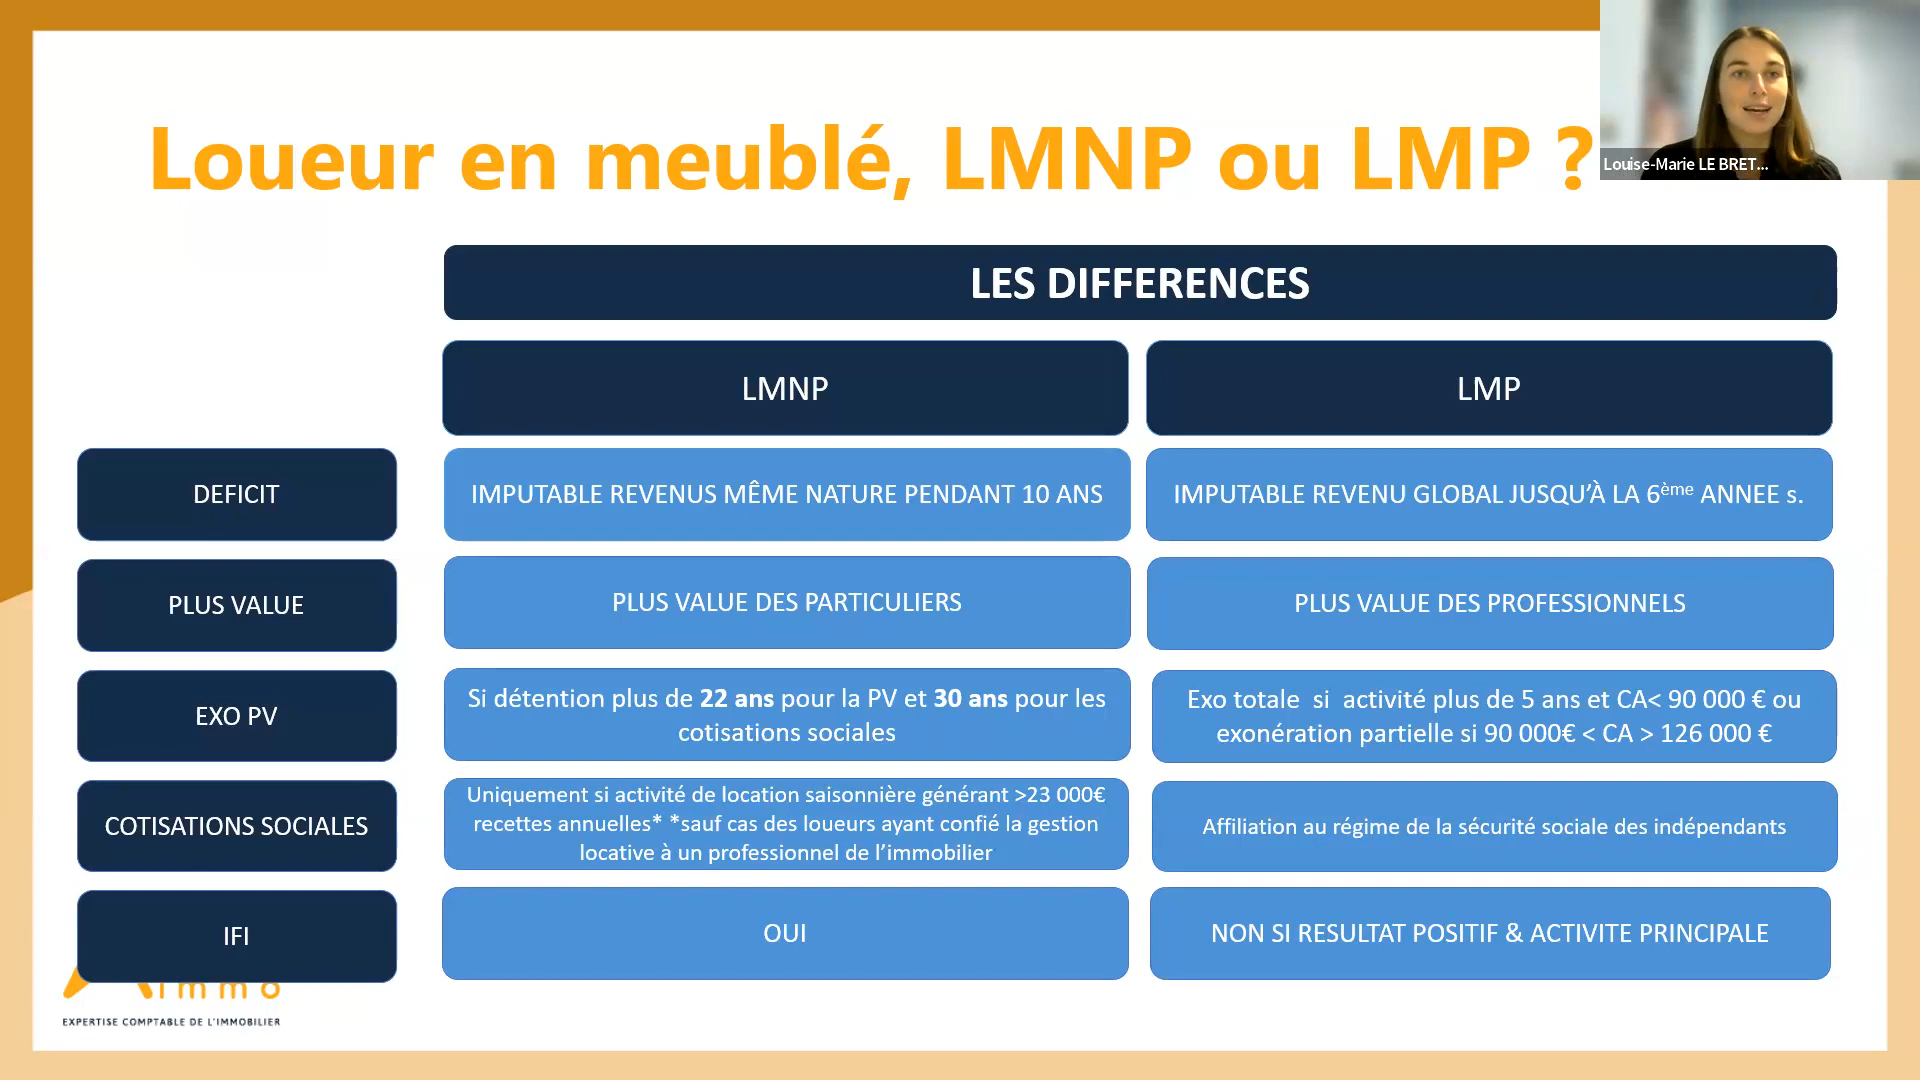 Loueur en meublé, LMNP ou LMP ?
Louise-Marie LE BRET...
LES DIFFERENCES
LMNP
LMP
DEFICIT
IMPUTABLE REVENUS MÊME NATURE PENDANT 10 ANS
IMPUTABLE REVENU GLOBAL JUSQU’À LA 6ème ANNEE s.
PLUS VALUE
PLUS VALUE DES PARTICULIERS
PLUS VALUE DES PROFESSIONNELS
EXO PV
Si détention plus de 22 ans pour la PV et 30 ans pour les
cotisations sociales
Exo totale  si  activité plus de 5 ans et CA< 90 000 € ou
exonération partielle si 90 000€ < CA > 126 000 €
COTISATIONS SOCIALES
Uniquement si activité de location saisonnière générant >23 000€
recettes annuelles* *sauf cas des loueurs ayant confié la gestion
locative à un professionnel de l’immobilier
Affiliation au régime de la sécurité sociale des indépendants
IFI
OUI
NON SI RESULTAT POSITIF & ACTIVITE PRINCIPALE
immo
EXPERTISE COMPTABLE DE L’IMMOBILIER